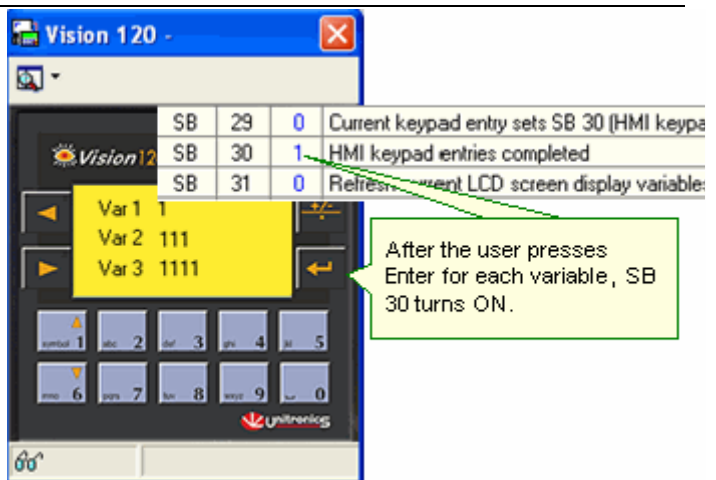 Vision 120 -
SB 29 0 Current keypad entry sets SB 30 (HMI keypa
SB 30 1 HMI keypad entries completed
SB 31 0 Refresh current LCD screen display variables
Vision 12
Var 1 1
Var 2 111
Var 3 1111
+/-
After the user presses
Enter for each variable, SB
30 turns ON.
symbol 1 abc 2 def 3 ghi 4 jkl 5
mno 6 pqrs 7 tuv 8 wxyz 9 0
unitronics